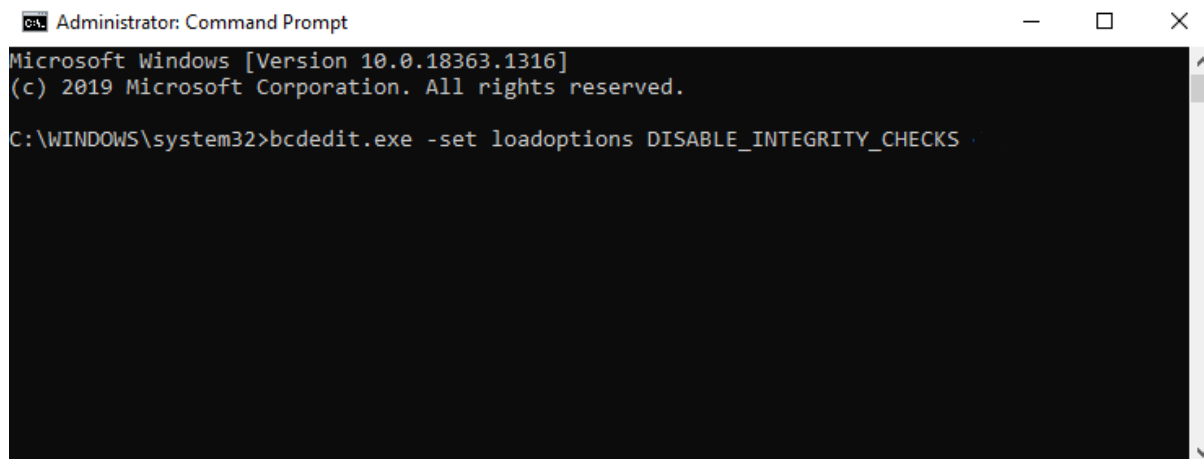 Administrator: Command Prompt
Microsoft Windows [Version 10.0.18363.1316]
(c) 2019 Microsoft Corporation. All rights reserved.
C:\WINDOWS\system32>bcdedit.exe -set loadoptions DISABLE_INTEGRITY_CHECKS